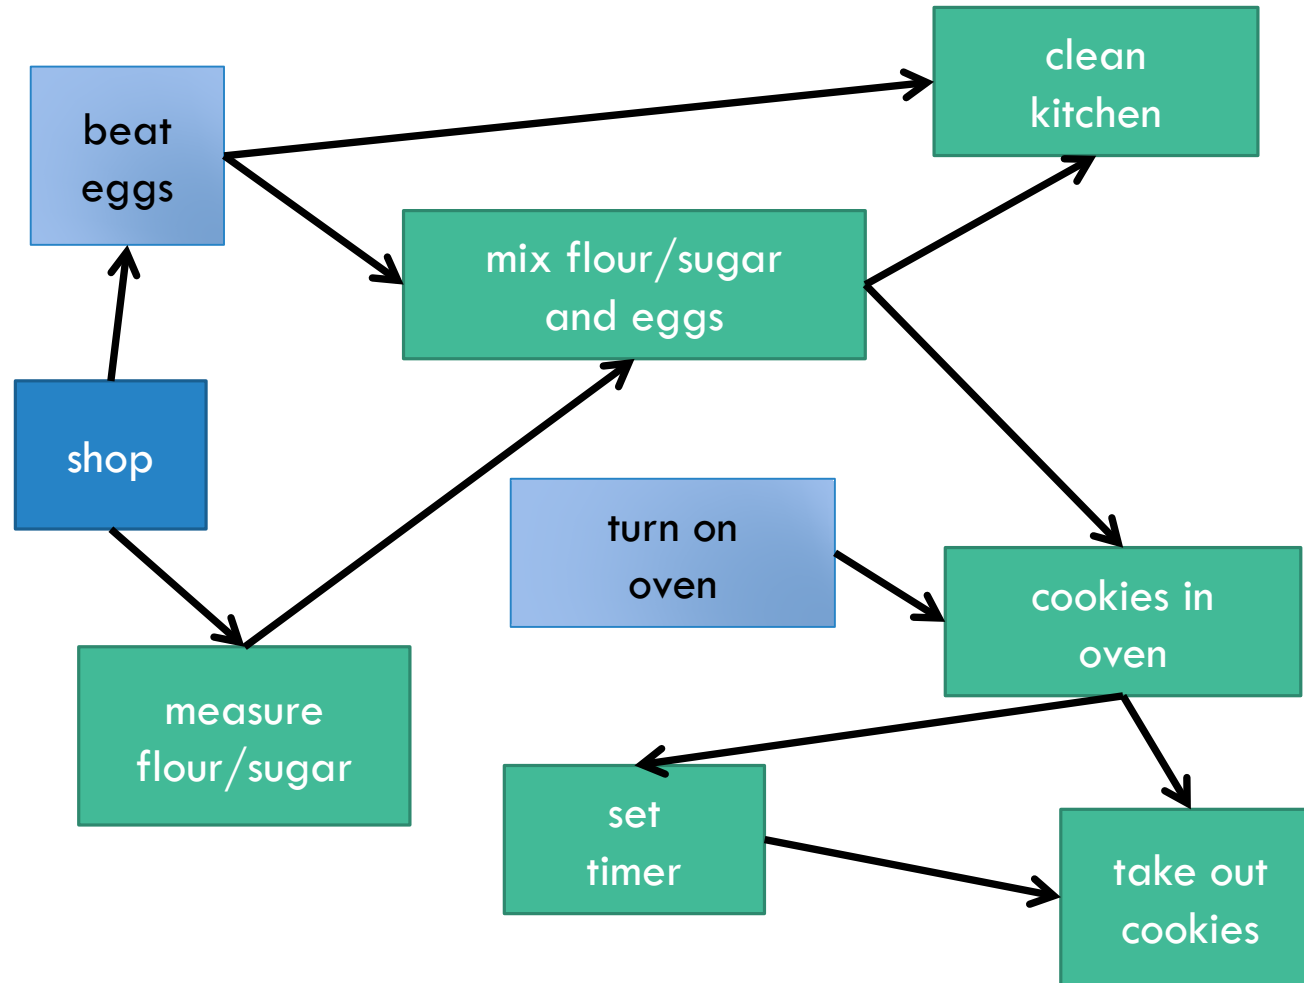 clean
kitchen
beat
eggs
mix flour/sugar
and eggs
shop
turn on
oven
cookies in
oven
measure
flour/sugar
set
timer
take out
cookies